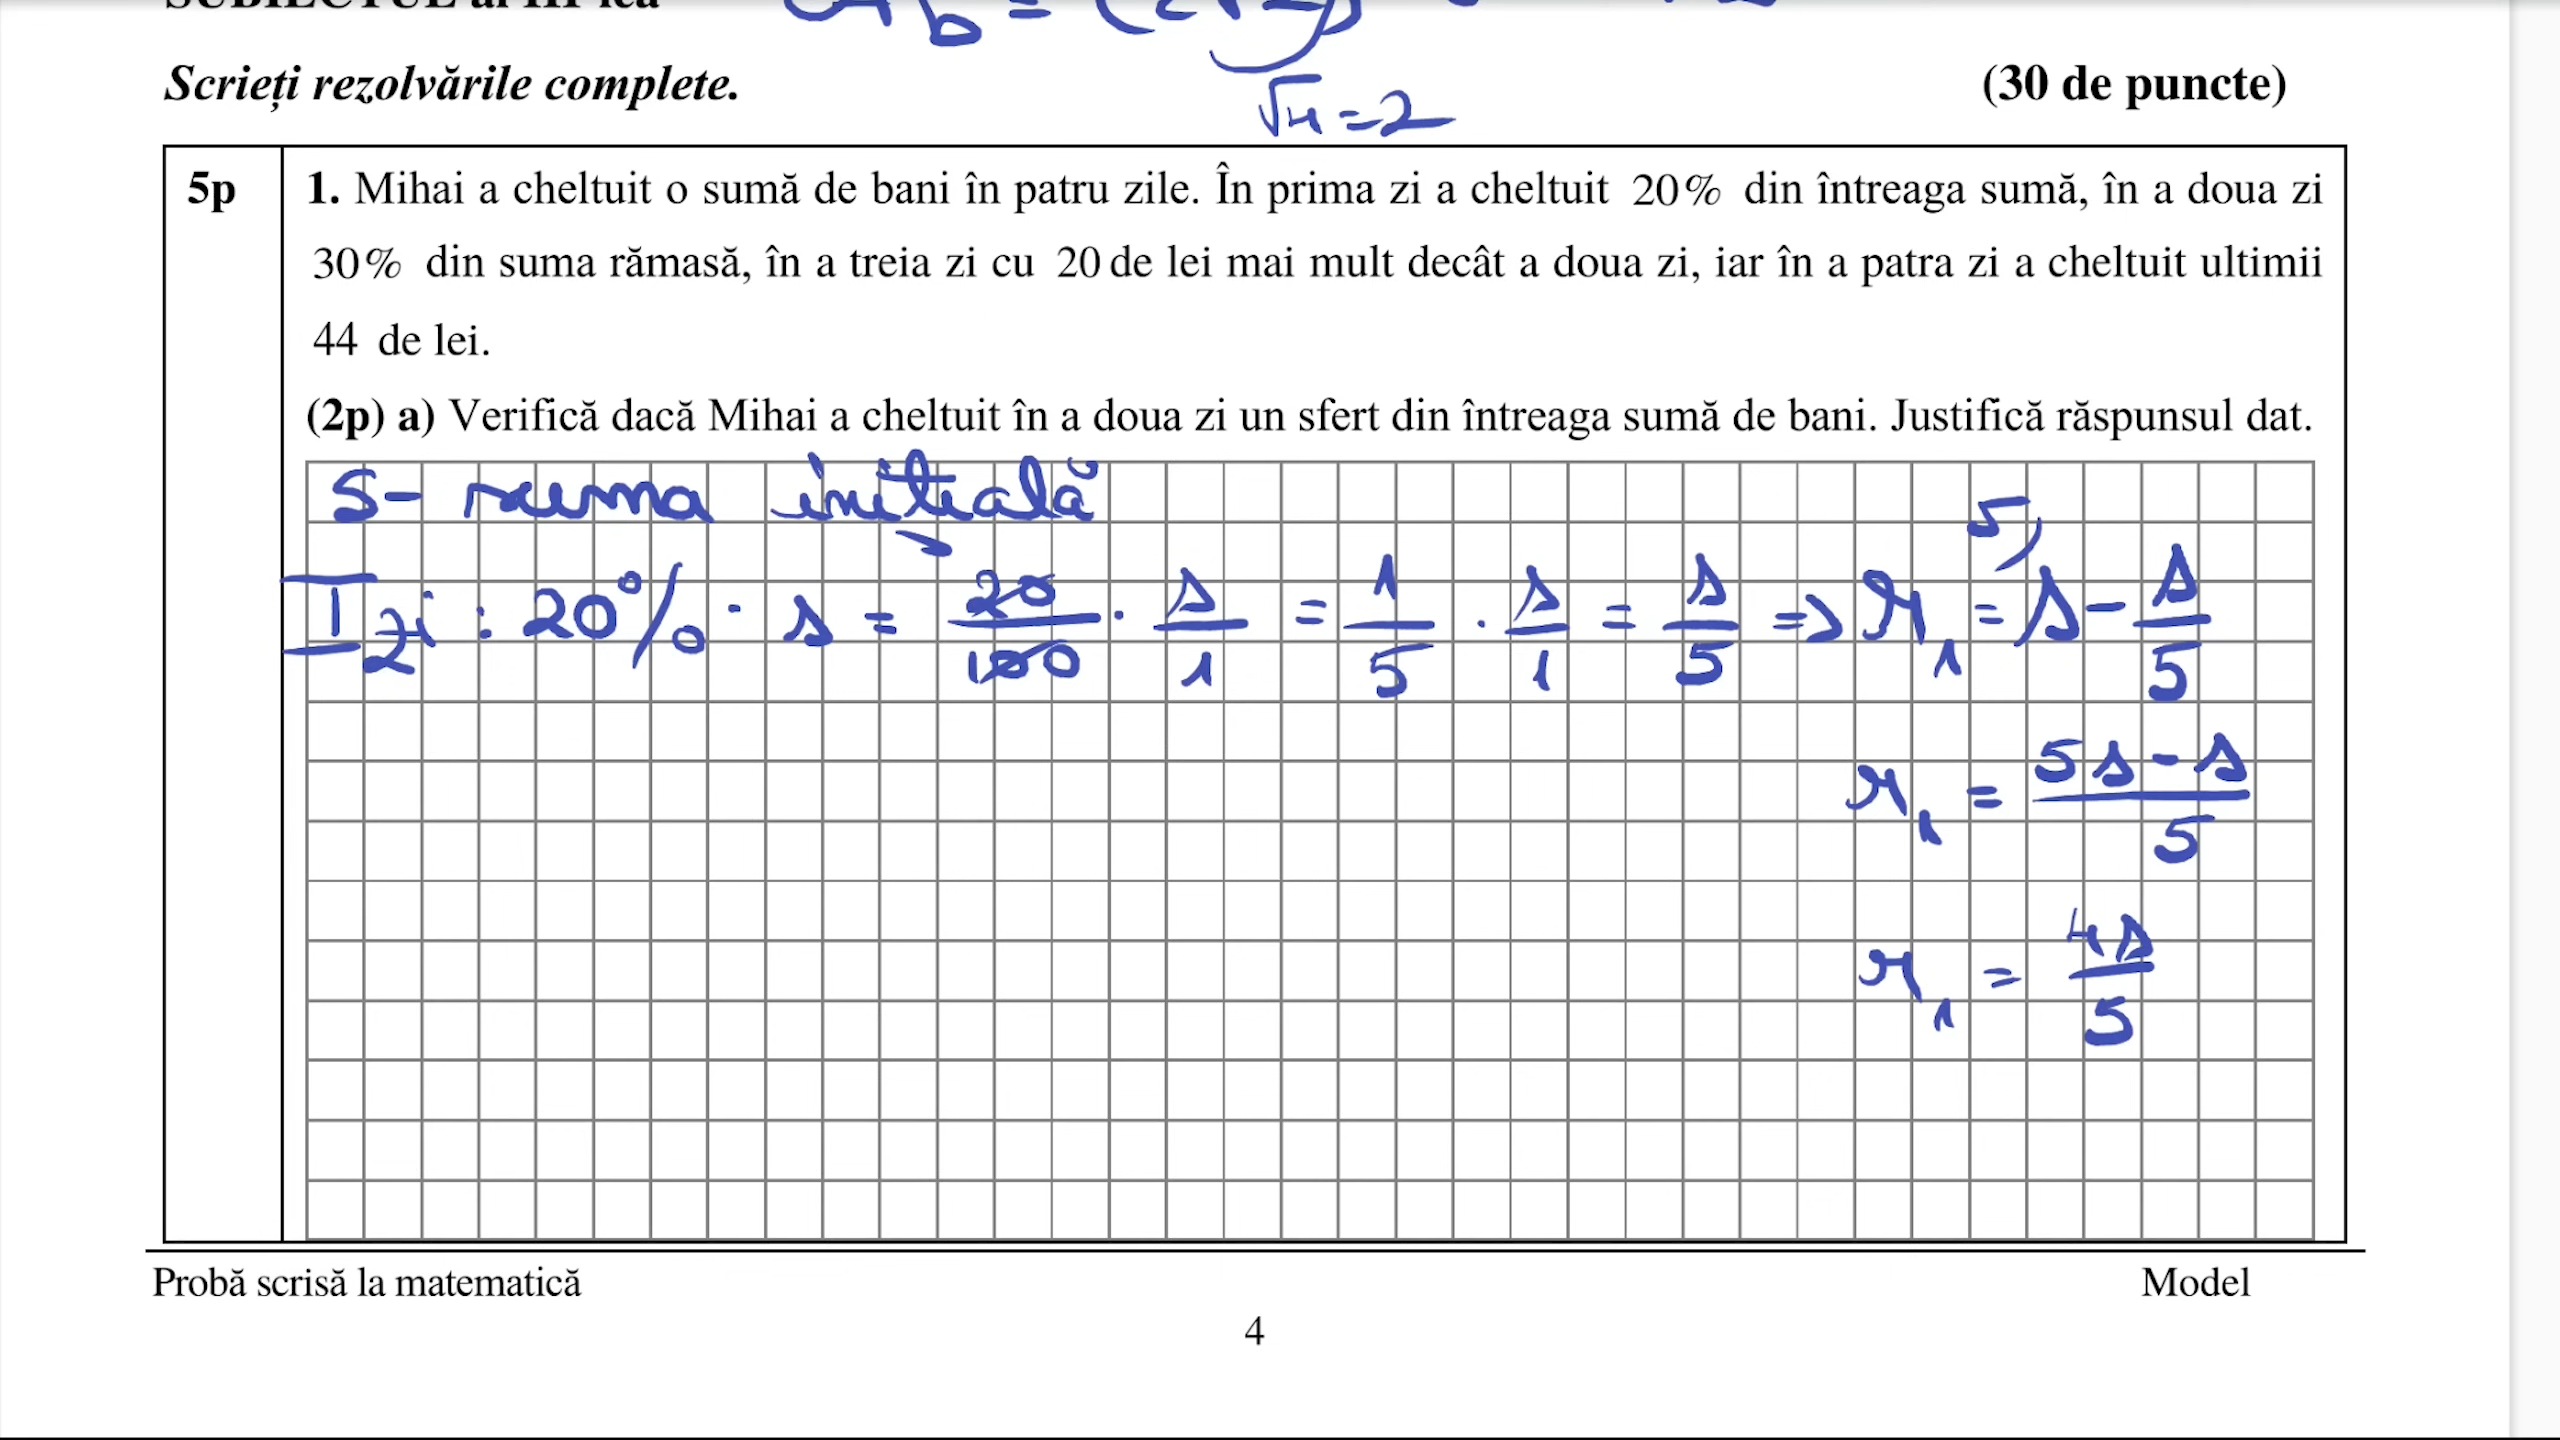 Scrieți rezolvările complete. (30 de puncte)
√4 = 2
5p 1. Mihai a cheltuit o sumă de bani în patru zile. În prima zi a cheltuit 20% din întreaga sumă, în a doua zi
30% din suma rămasă, în a treia zi cu 20 de lei mai mult decât a doua zi, iar în a patra zi a cheltuit ultimii
44 de lei.
(2p) a) Verifică dacă Mihai a cheltuit în a doua zi un sfert din întreaga sumă de bani. Justifică răspunsul dat.
S- suma inițială
I zi : 20% · s = 20/100 · s/1 = 1/5 · s/1 = s/5 => r₁ = ⁵⁾s - s/5
r₁ = (5s - s)/5
r₁ = 4s/5
Probă scrisă la matematică Model
4